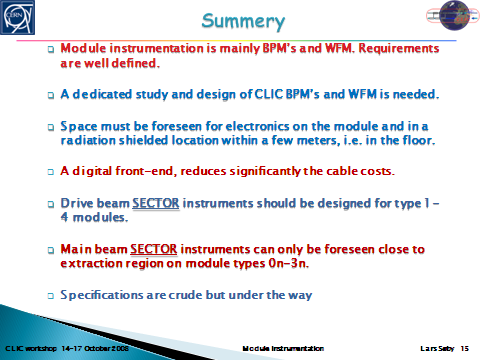 CERN
Summery
Module instrumentation is mainly BPM's and WFM. Requirements
are well defined.
A dedicated study and design of CLIC BPM's and WFM is needed.
Space must be foreseen for electronics on the module and in a
radiation shielded location within a few meters, i.e. in the floor.
A digital front-end, reduces significantly the cable costs.
Drive beam SECTOR instruments should be designed for type 1-
4 modules.
Main beam SECTOR instruments can only be foreseen close to
extraction region on module types 0n-3n.
Specifications are crude but under the way
CLIC workshop 14-17 October 2008
Module Instrumentation
Lars Søby 15